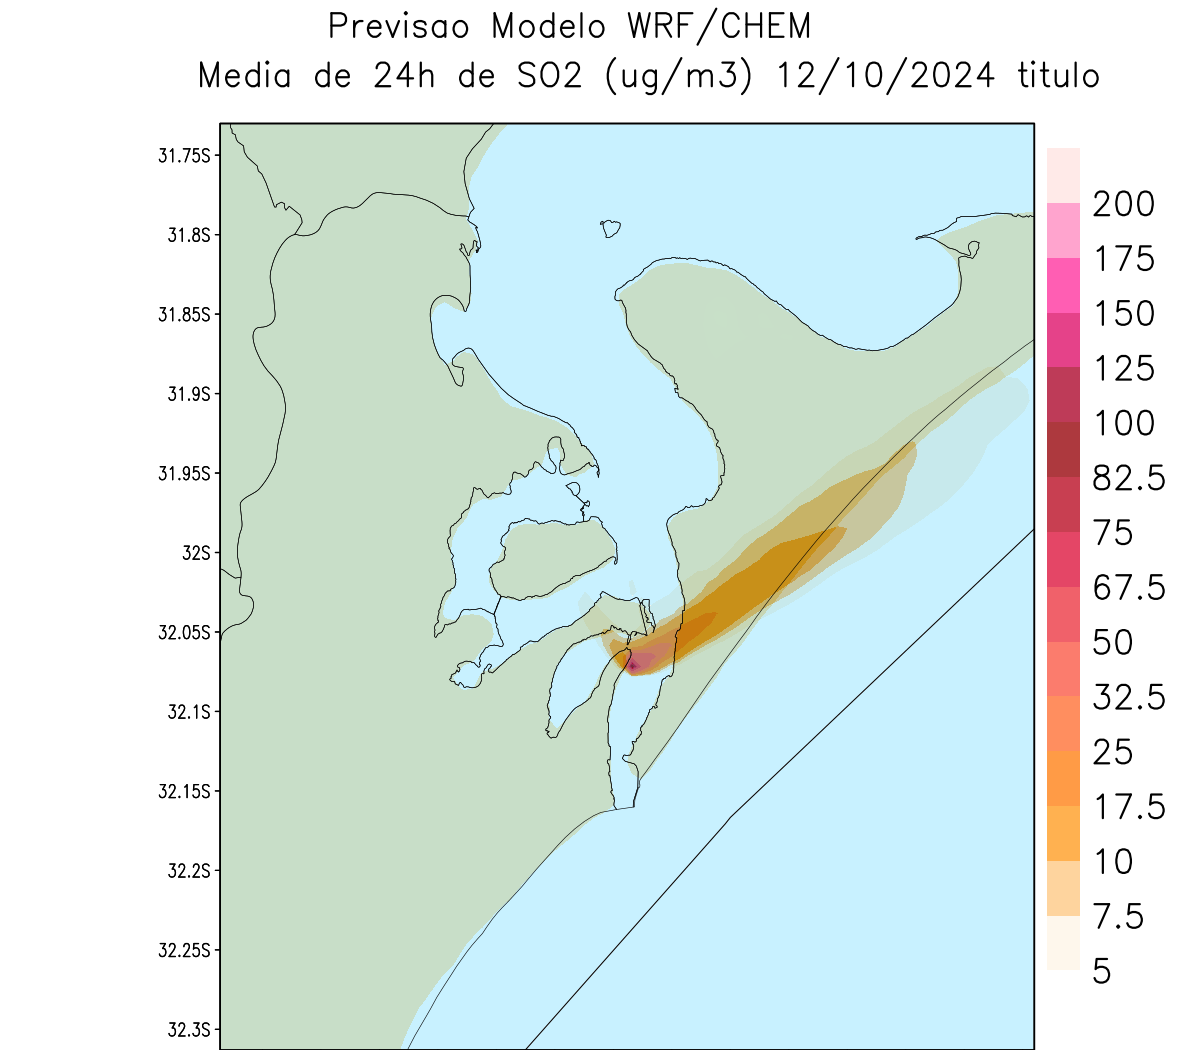 Previsao Modelo WRF/CHEM
Media de 24h de SO2 (ug/m3) 12/10/2024 titulo
31.75S
31.8S
31.85S
31.9S
31.95S
32S
32.05S
32.1S
32.15S
32.2S
32.25S
32.3S
200
175
150
125
100
82.5
75
67.5
50
32.5
25
17.5
10
7.5
5